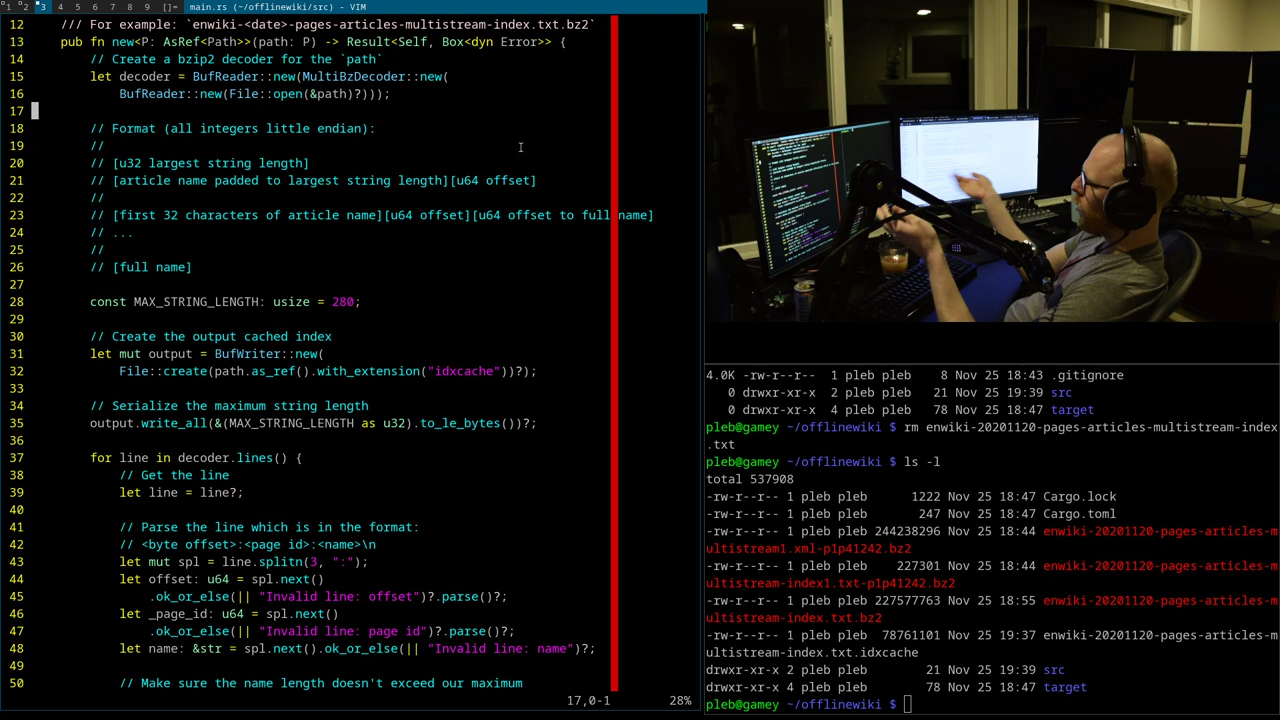 1 2 3 4 5 6 7 8 9 []= main.rs (~/offlinewiki/src) - VIM
12 /// For example: `enwiki-<date>-pages-articles-multistream-index.txt.bz2`
13 pub fn new<P: AsRef<Path>>(path: P) -> Result<Self, Box<dyn Error>> {
14 // Create a bzip2 decoder for the `path`
15 let decoder = BufReader::new(MultiBzDecoder::new(
16 BufReader::new(File::open(&path)?)));
17
18 // Format (all integers little endian):
19 //
20 // [u32 largest string length]
21 // [article name padded to largest string length][u64 offset]
22 //
23 // [first 32 characters of article name][u64 offset][u64 offset to full name]
24 // ...
25 //
26 // [full name]
27
28 const MAX_STRING_LENGTH: usize = 280;
29
30 // Create the output cached index
31 let mut output = BufWriter::new(
32 File::create(path.as_ref().with_extension("idxcache"))?);
33
34 // Serialize the maximum string length
35 output.write_all(&(MAX_STRING_LENGTH as u32).to_le_bytes())?;
36
37 for line in decoder.lines() {
38 // Get the line
39 let line = line?;
40
41 // Parse the line which is in the format:
42 // <byte offset>:<page id>:<name>\n
43 let mut spl = line.splitn(3, ":");
44 let offset: u64 = spl.next()
45 .ok_or_else(|| "Invalid line: offset")?.parse()?;
46 let _page_id: u64 = spl.next()
47 .ok_or_else(|| "Invalid line: page id")?.parse()?;
48 let name: &str = spl.next().ok_or_else(|| "Invalid line: name")?;
49
50 // Make sure the name length doesn't exceed our maximum
17,0-1 28%
4.0K -rw-r--r-- 1 pleb pleb 8 Nov 25 18:43 .gitignore
0 drwxr-xr-x 2 pleb pleb 21 Nov 25 19:39 src
0 drwxr-xr-x 4 pleb pleb 78 Nov 25 18:47 target
pleb@gamey ~/offlinewiki $ rm enwiki-20201120-pages-articles-multistream-index
.txt
pleb@gamey ~/offlinewiki $ ls -l
total 537908
-rw-r--r-- 1 pleb pleb 1222 Nov 25 18:47 Cargo.lock
-rw-r--r-- 1 pleb pleb 247 Nov 25 18:47 Cargo.toml
-rw-r--r-- 1 pleb pleb 244238296 Nov 25 18:44 enwiki-20201120-pages-articles-m
ultistream1.xml-p1p41242.bz2
-rw-r--r-- 1 pleb pleb 227301 Nov 25 18:44 enwiki-20201120-pages-articles-m
ultistream-index1.txt-p1p41242.bz2
-rw-r--r-- 1 pleb pleb 227577763 Nov 25 18:55 enwiki-20201120-pages-articles-m
ultistream-index.txt.bz2
-rw-r--r-- 1 pleb pleb 78761101 Nov 25 19:37 enwiki-20201120-pages-articles-m
ultistream-index.txt.idxcache
drwxr-xr-x 2 pleb pleb 21 Nov 25 19:39 src
drwxr-xr-x 4 pleb pleb 78 Nov 25 18:47 target
pleb@gamey ~/offlinewiki $